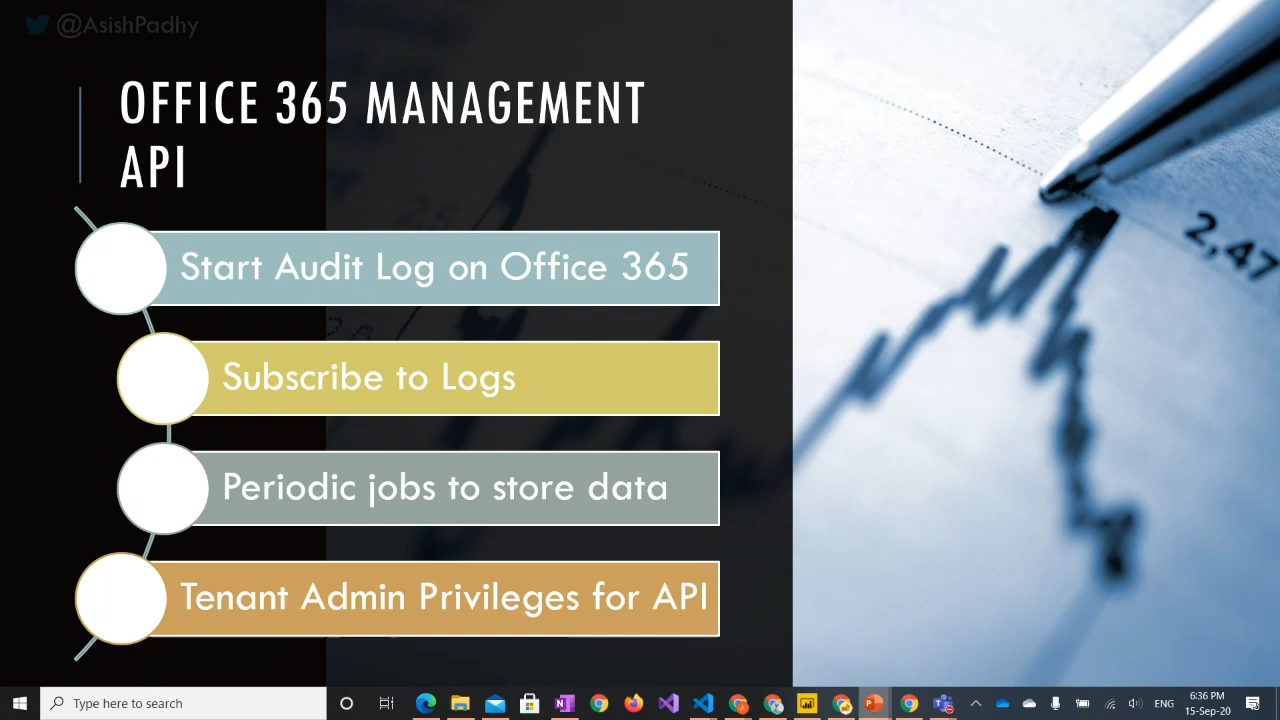 @AsishPadhy
OFFICE 365 MANAGEMENT
API
Start Audit Log on Office 365
Subscribe to Logs
Periodic jobs to store data
Tenant Admin Privileges for API
2,47
Type here to search
ENG
6:36 PM
15-Sep-20